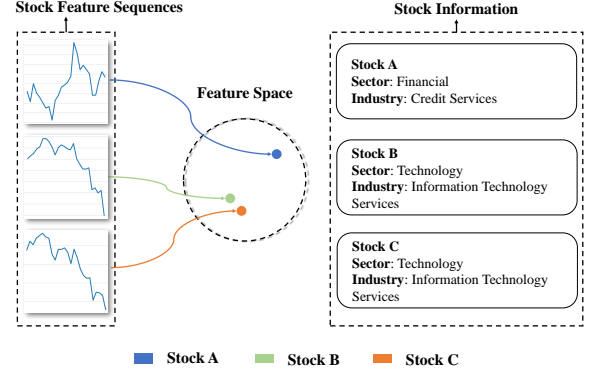 Stock Feature Sequences
Stock Information
Feature Space
Stock A
Sector: Financial
Industry: Credit Services
Stock B
Sector: Technology
Industry: Information Technology
Services
Stock C
Sector: Technology
Industry: Information Technology
Services
Stock A Stock B Stock C